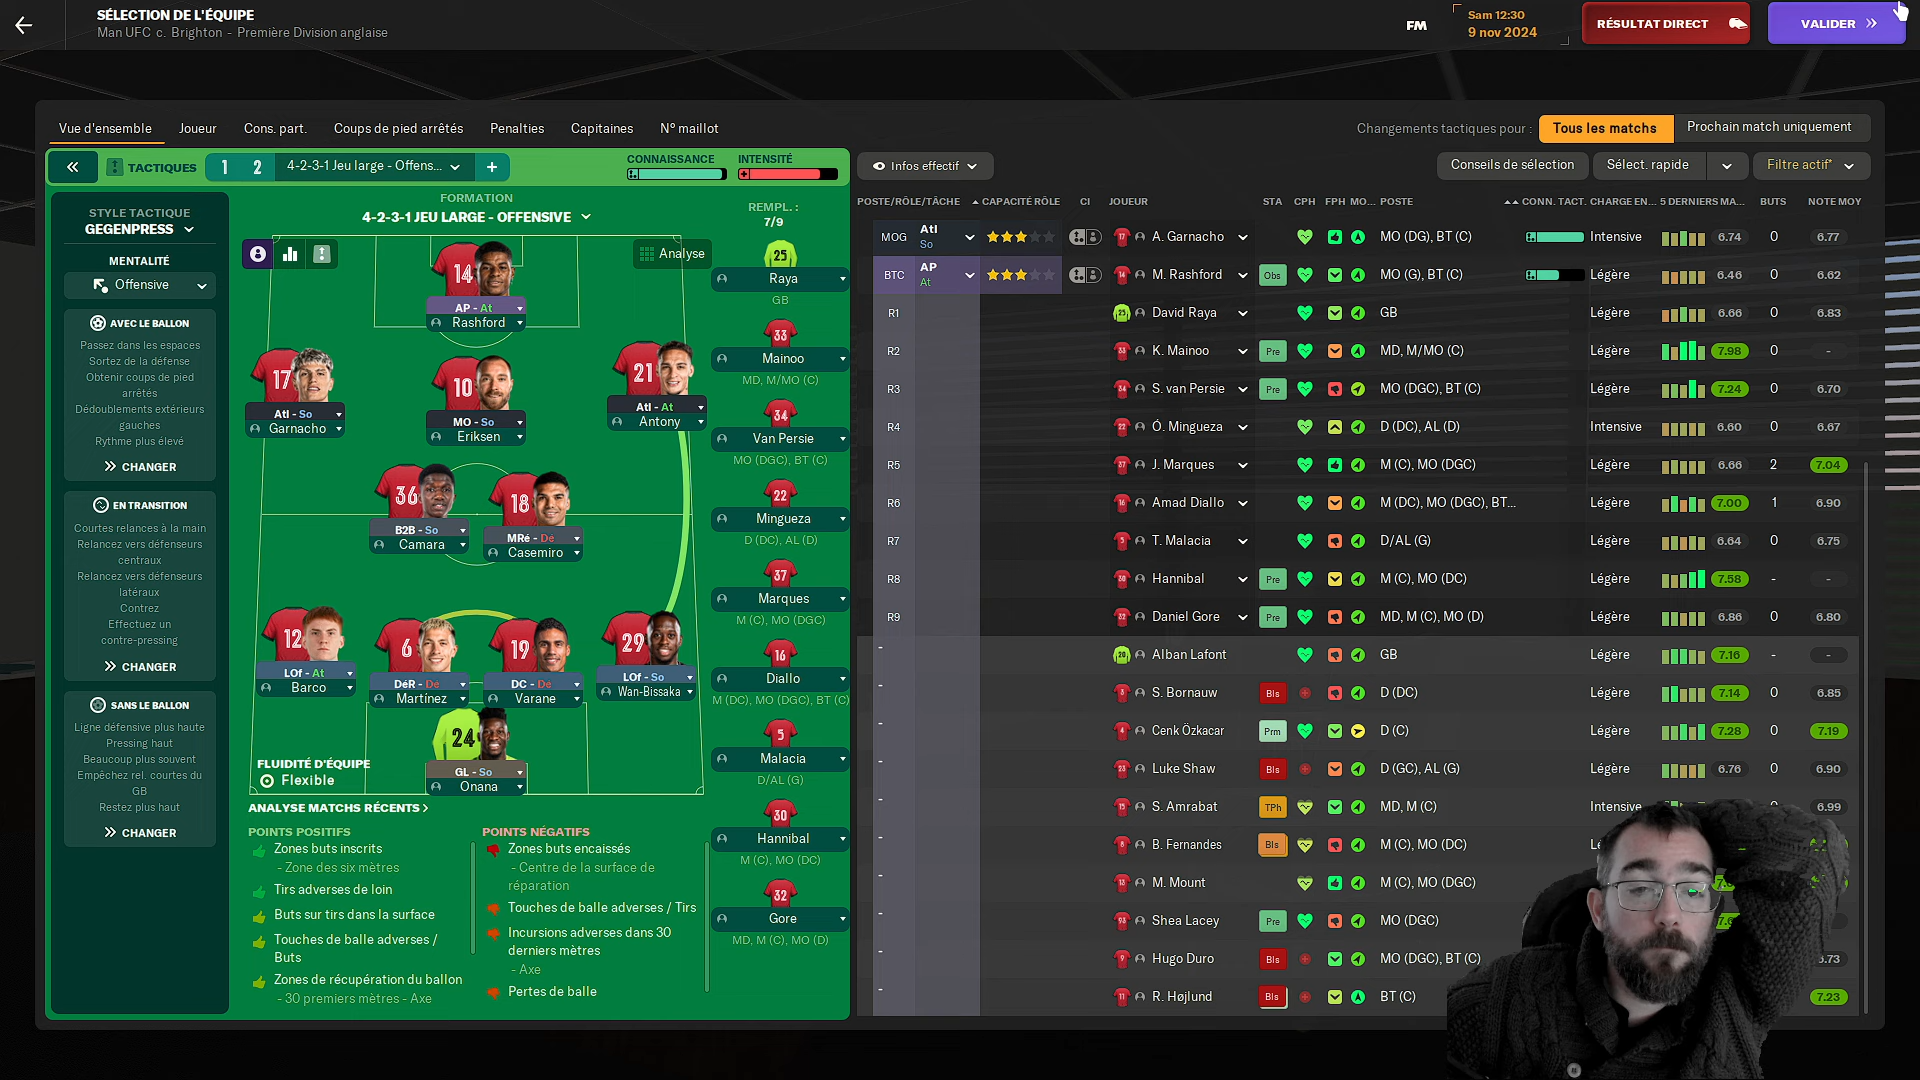 SÉLECTION DE L'ÉQUIPE
Man UFC c. Brighton - Première Division anglaise
FM
Sam 12:30
9 nov 2024
RÉSULTAT DIRECT
VALIDER
Vue d'ensemble Joueur Cons. part. Coups de pied arrêtés Penalties Capitaines N° maillot
Changements tactiques pour : Tous les matchs Prochain match uniquement
TACTIQUES 1 2 4-2-3-1 Jeu large - Offens... + CONNAISSANCE INTENSITÉ
STYLE TACTIQUE
GEGENPRESS
MENTALITÉ
Offensive
AVEC LE BALLON
Passez dans les espaces
Sortez de la défense
Obtenir coups de pied
arrêtés
Dédoublements extérieurs
gauches
Rythme plus élevé
CHANGER
EN TRANSITION
Courtes relances à la main
Relancez vers défenseurs
centraux
Relancez vers défenseurs
latéraux
Contrez
Effectuez un
contre-pressing
CHANGER
SANS LE BALLON
Ligne défensive plus haute
Pressing haut
Beaucoup plus souvent
Empêchez rel. courtes du
GB
Restez plus haut
CHANGER
FORMATION
4-2-3-1 JEU LARGE - OFFENSIVE
Analyse
14
AP - At
Rashford
17
Atl - So
Garnacho
10
MO - So
Eriksen
21
Atl - At
Antony
36
B2B - So
Camara
18
MRé - Dé
Casemiro
12
LOf - At
Barco
6
DéR - Dé
Martínez
19
DC - Dé
Varane
29
LOf - So
Wan-Bissaka
24
GL - So
Onana
FLUIDITÉ D'ÉQUIPE
Flexible
REMPL. :
7/9
25
Raya
GB
33
Mainoo
MD, M/MO (C)
34
Van Persie
MO (DGC), BT (C)
22
Mingueza
D (DC), AL (D)
37
Marques
M (C), MO (DGC)
16
Diallo
M (DC), MO (DGC), BT (C)
5
Malacia
D/AL (G)
30
Hannibal
M (C), MO (DC)
32
Gore
MD, M (C), MO (D)
ANALYSE MATCHS RÉCENTS
POINTS POSITIFS
Zones buts inscrits
- Zone des six mètres
Tirs adverses de loin
Buts sur tirs dans la surface
Touches de balle adverses /
Buts
Zones de récupération du ballon
- 30 premiers mètres - Axe
POINTS NÉGATIFS
Zones buts encaissés
- Centre de la surface de
réparation
Touches de balle adverses / Tirs
Incursions adverses dans 30
derniers mètres
- Axe
Pertes de balle
Infos effectif Conseils de sélection Sélect. rapide Filtre actif*
POSTE/RÔLE/TÂCHE CAPACITÉ RÔLE CI JOUEUR STA CPH FPH MO... POSTE CONN. TACT. CHARGE EN... 5 DERNIERS MA... BUTS NOTE MOY
MOG Atl So A. Garnacho MO (DG), BT (C) Intensive 6.74 0 6.77
BTC AP At M. Rashford Obs MO (G), BT (C) Légère 6.46 0 6.62
R1 David Raya GB Légère 6.66 0 6.83
R2 K. Mainoo Pre MD, M/MO (C) Légère 7.98 0 -
R3 S. van Persie Pre MO (DGC), BT (C) Légère 7.24 0 6.70
R4 Ó. Mingueza D (DC), AL (D) Intensive 6.60 0 6.67
R5 J. Marques M (C), MO (DGC) Légère 6.66 2 7.04
R6 Amad Diallo M (DC), MO (DGC), BT... Légère 7.00 1 6.90
R7 T. Malacia D/AL (G) Légère 6.64 0 6.75
R8 Hannibal Pre M (C), MO (DC) Légère 7.58 - -
R9 Daniel Gore Pre MD, M (C), MO (D) Légère 6.86 0 6.80
- Alban Lafont GB Légère 7.16 - -
- S. Bornauw Bls D (DC) Légère 7.14 0 6.85
- Cenk Özkacar Prm D (C) Légère 7.28 0 7.19
- Luke Shaw Bls D (GC), AL (G) Légère 6.76 0 6.90
- S. Amrabat TPh MD, M (C) Intensive 6.99
- B. Fernandes Bls M (C), MO (DC)
- M. Mount M (C), MO (DGC)
- Shea Lacey Pre MO (DGC)
- Hugo Duro Bls MO (DGC), BT (C)
- R. Højlund Bls BT (C) 7.23